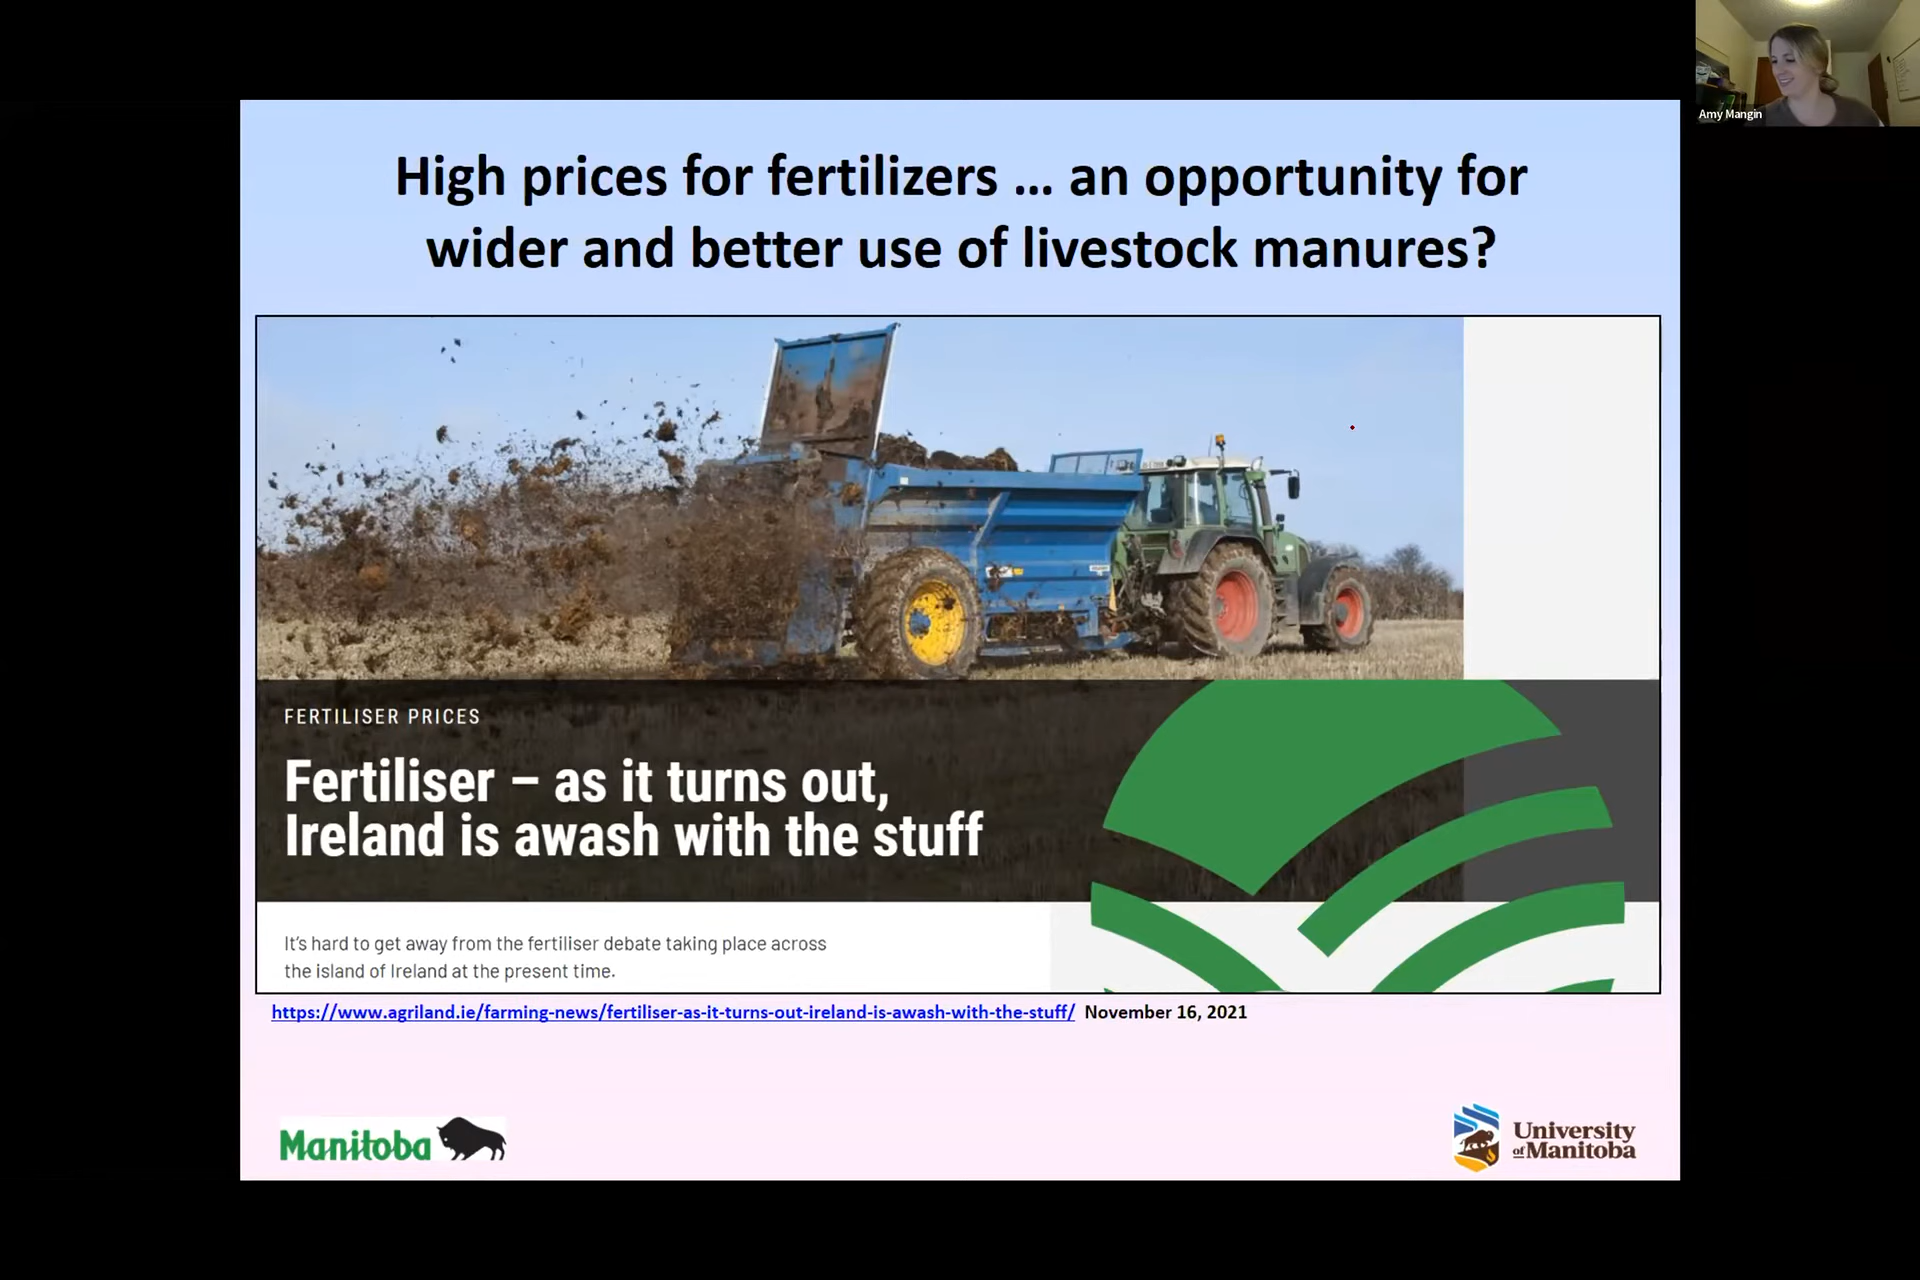 Amy Mangin
High prices for fertilizers ... an opportunity for
wider and better use of livestock manures?
FERTILISER PRICES
Fertiliser – as it turns out,
Ireland is awash with the stuff
It's hard to get away from the fertiliser debate taking place across
the island of Ireland at the present time.
https://www.agriland.ie/farming-news/fertiliser-as-it-turns-out-ireland-is-awash-with-the-stuff/ November 16, 2021
Manitoba
University
of Manitoba